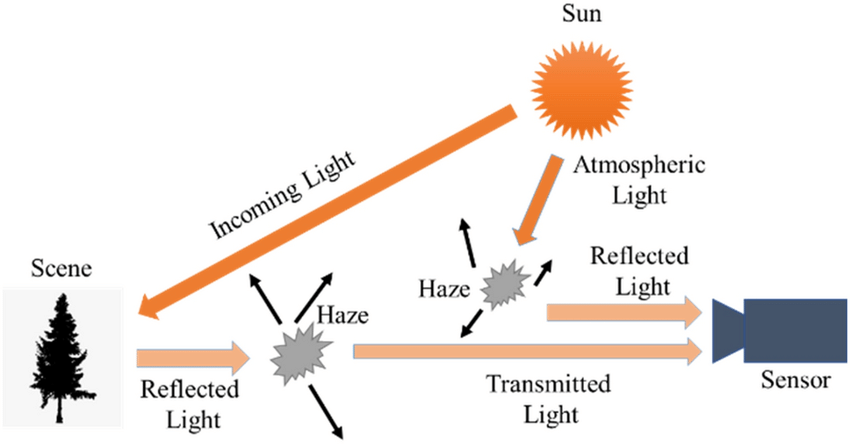 Sun
Incoming Light
Atmospheric
Light
Scene
Haze
Haze
Reflected
Light
Reflected
Light
Transmitted
Light
Sensor